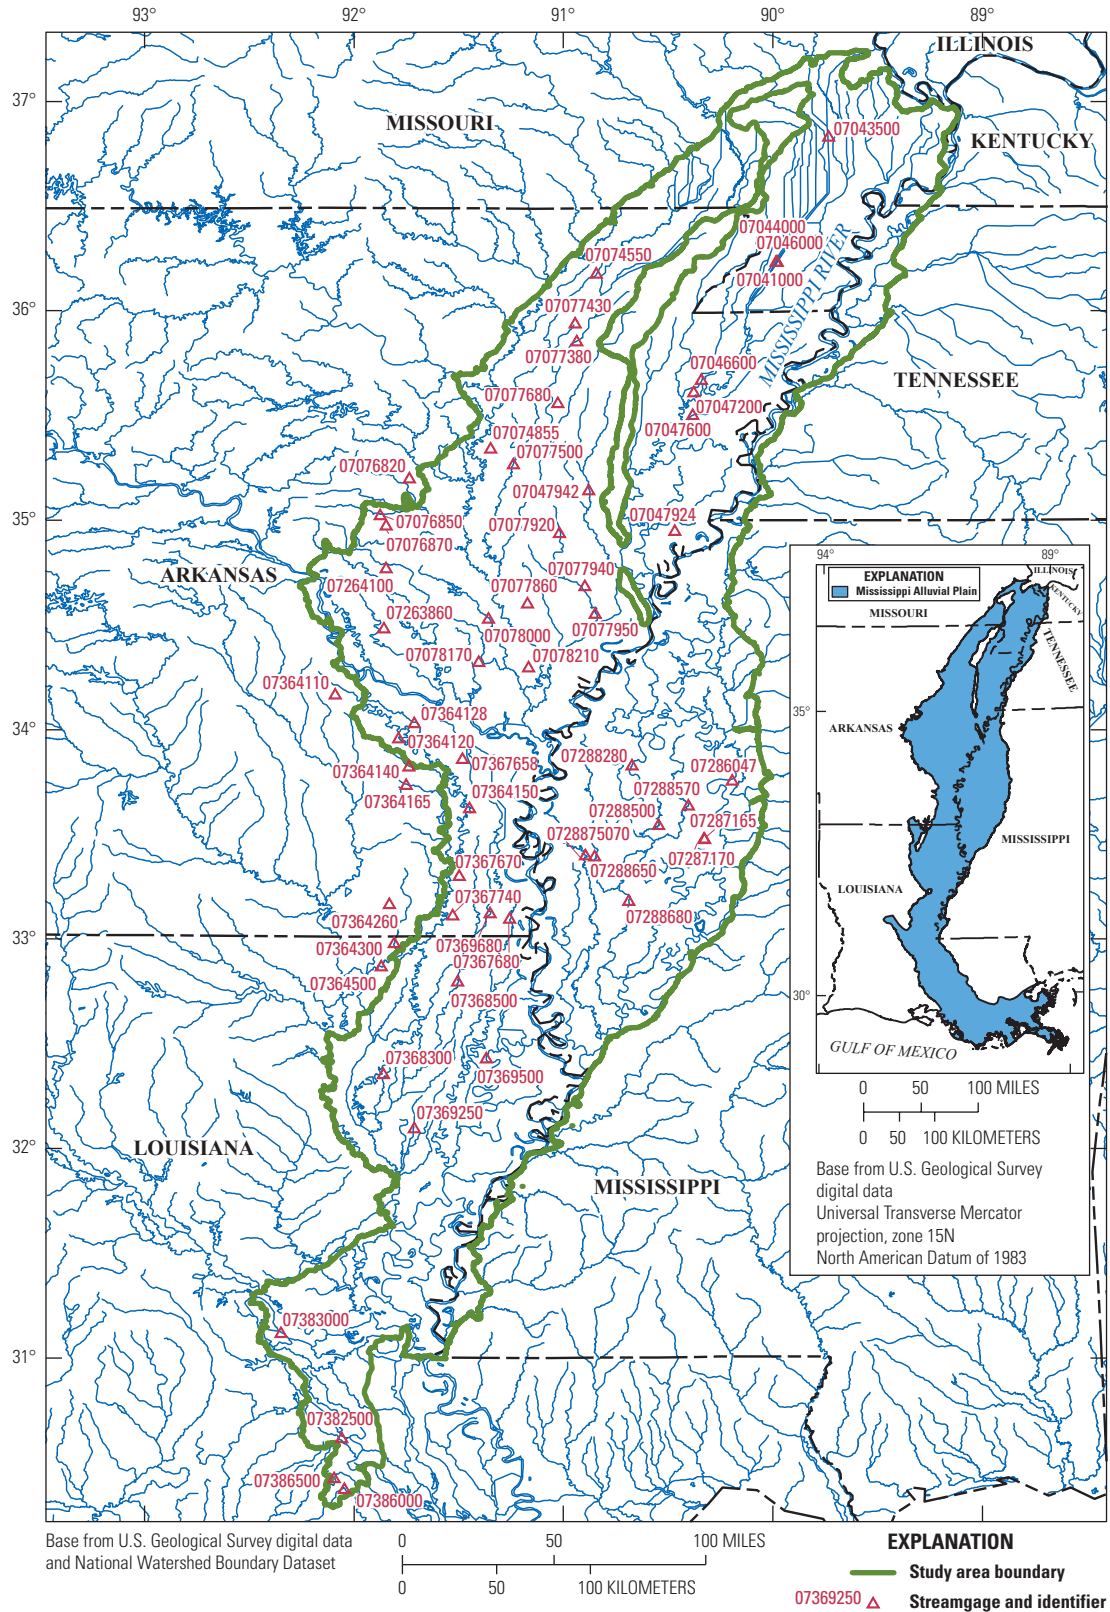 93°
92°
91°
90°
89°
ILLINOIS
37°
MISSOURI
07043500
KENTUCKY
07044000
07046000
07074550
07041000
MISSISSIPPI RIVER
36°
07077430
07077380
07046600
TENNESSEE
07077680
07047200
07047600
07074855
07077500
07076820
07047942
07047924
35°
07076850
07077920
07076870
ARKANSAS
07264100
07077860
07077940
07263860
07078000
07077950
07078170
07078210
07364110
07364128
34°
07364120
07367658
07288280
07286047
07364140
07364165
07364150
07288570
07288500
07287165
0728875070
07287170
07288650
07367670
07367740
07288680
07364260
33°
07364300
07369680
07367680
07364500
07368500
07368300
07369500
07369250
32°
LOUISIANA
MISSISSIPPI
07383000
31°
07382500
07386500
07386000
94°
89°
EXPLANATION
Mississippi Alluvial Plain
ILLINOIS
KENTUCKY
MISSOURI
TENNESSEE
35°
ARKANSAS
MISSISSIPPI
LOUISIANA
30°
GULF OF MEXICO
0 50 100 MILES
0 50 100 KILOMETERS
Base from U.S. Geological Survey
digital data
Universal Transverse Mercator
projection, zone 15N
North American Datum of 1983
Base from U.S. Geological Survey digital data
and National Watershed Boundary Dataset
0 50 100 MILES
0 50 100 KILOMETERS
EXPLANATION
Study area boundary
07369250 Streamgage and identifier